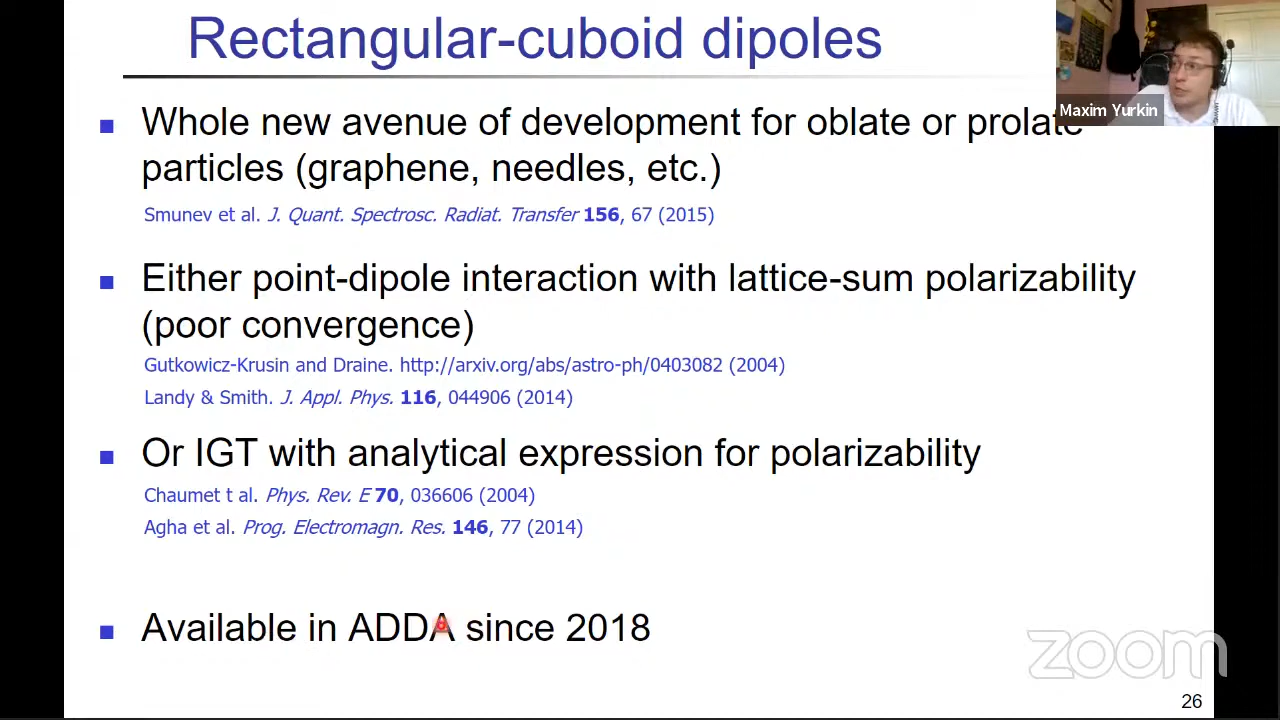 Rectangular-cuboid dipoles
Maxim Yurkin
Whole new avenue of development for oblate or prolate
particles (graphene, needles, etc.)
Smunev et al. J. Quant. Spectrosc. Radiat. Transfer 156, 67 (2015)
Either point-dipole interaction with lattice-sum polarizability
(poor convergence)
Gutkowicz-Krusin and Draine. http://arxiv.org/abs/astro-ph/0403082 (2004)
Landy & Smith. J. Appl. Phys. 116, 044906 (2014)
Or IGT with analytical expression for polarizability
Chaumet t al. Phys. Rev. E 70, 036606 (2004)
Agha et al. Prog. Electromagn. Res. 146, 77 (2014)
Available in ADDA since 2018
zoom
26